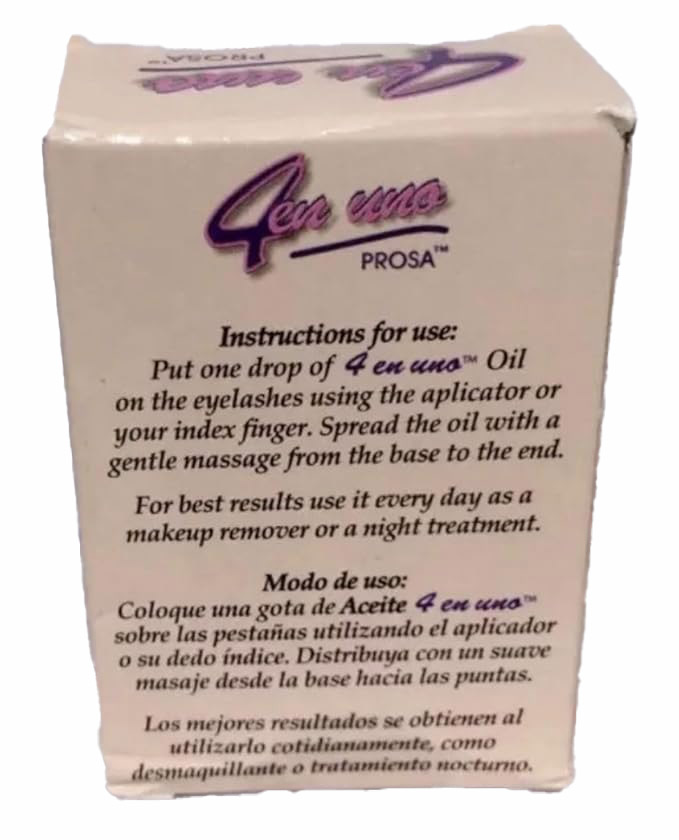 4 en uno
PROSA™
4 en uno
PROSA™
Instructions for use:
Put one drop of 4 en uno™ Oil
on the eyelashes using the aplicator or
your index finger. Spread the oil with a
gentle massage from the base to the end.
For best results use it every day as a
makeup remover or a night treatment.
Modo de uso:
Coloque una gota de Aceite 4 en uno™
sobre las pestañas utilizando el aplicador
o su dedo índice. Distribuya con un suave
masaje desde la base hacia las puntas.
Los mejores resultados se obtienen al
utilizarlo cotidianamente, como
desmaquillante o tratamiento nocturno.